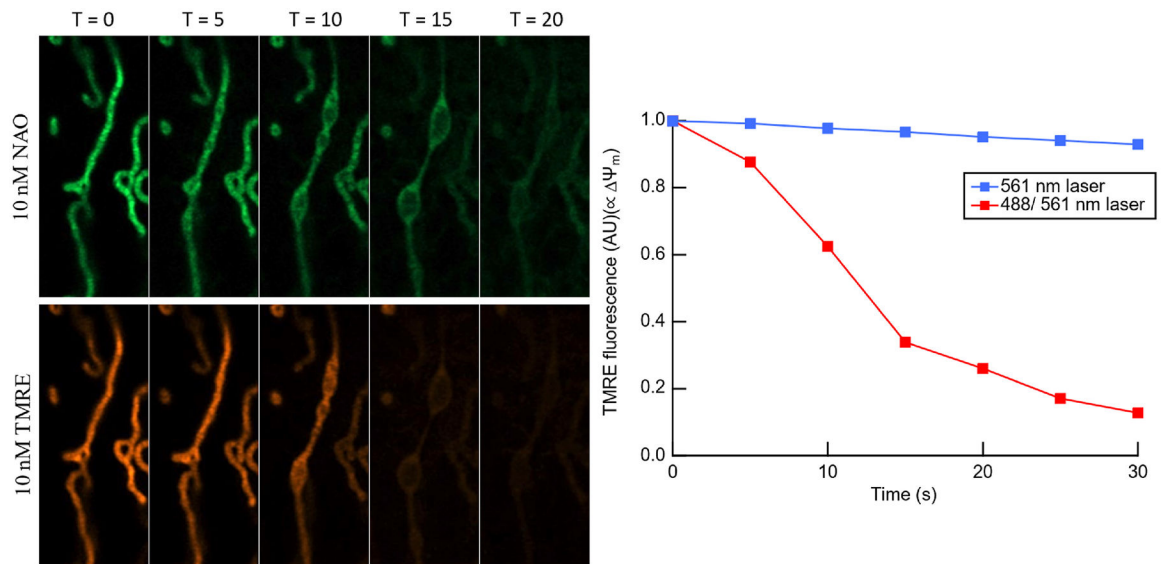 T = 0 T = 5 T = 10 T = 15 T = 20
10 nM NAO
10 nM TMRE
TMRE fluorescence (AU)(∝ ΔΨm)
1.0
0.8
0.6
0.4
0.2
0.0
561 nm laser
488/ 561 nm laser
0 10 20 30
Time (s)